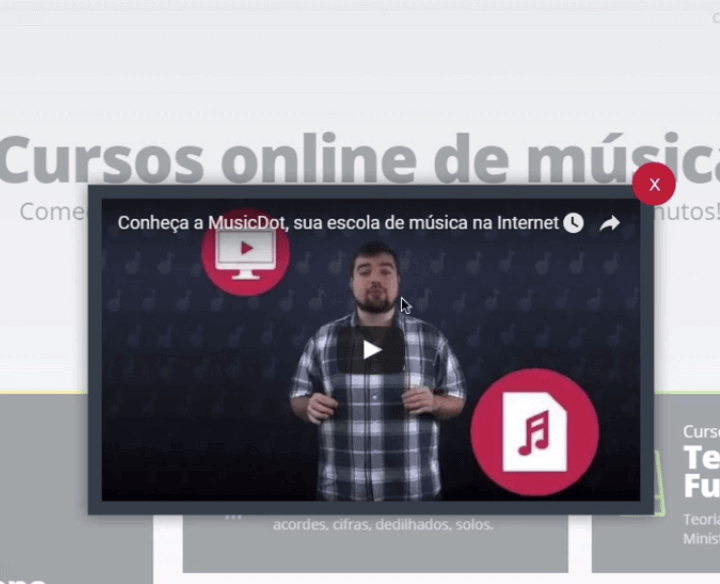 Cursos online de música
Come
nutos!
X
Conheça a MusicDot, sua escola de música na Internet
Curso
Te
Fu
acordes, cifras, dedilhados, solos.
Teoria
Minist